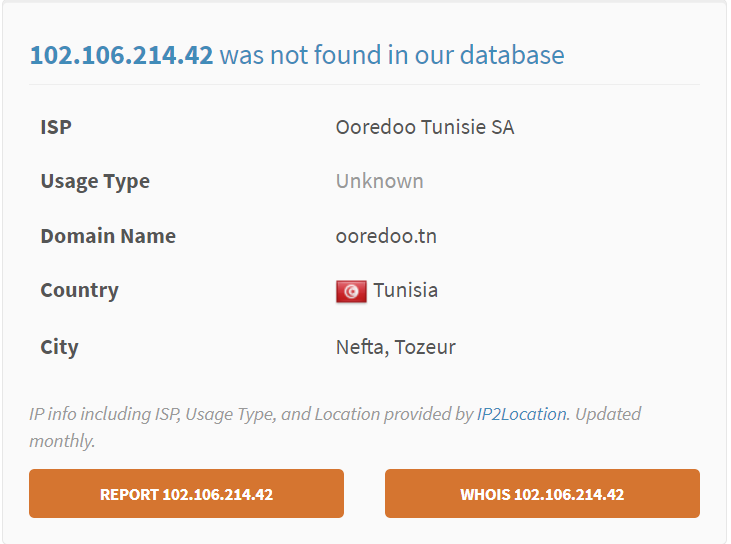 102.106.214.42 was not found in our database
ISP Ooredoo Tunisie SA
Usage Type Unknown
Domain Name ooredoo.tn
Country Tunisia
City Nefta, Tozeur
IP info including ISP, Usage Type, and Location provided by IP2Location. Updated
monthly.
REPORT 102.106.214.42 WHOIS 102.106.214.42